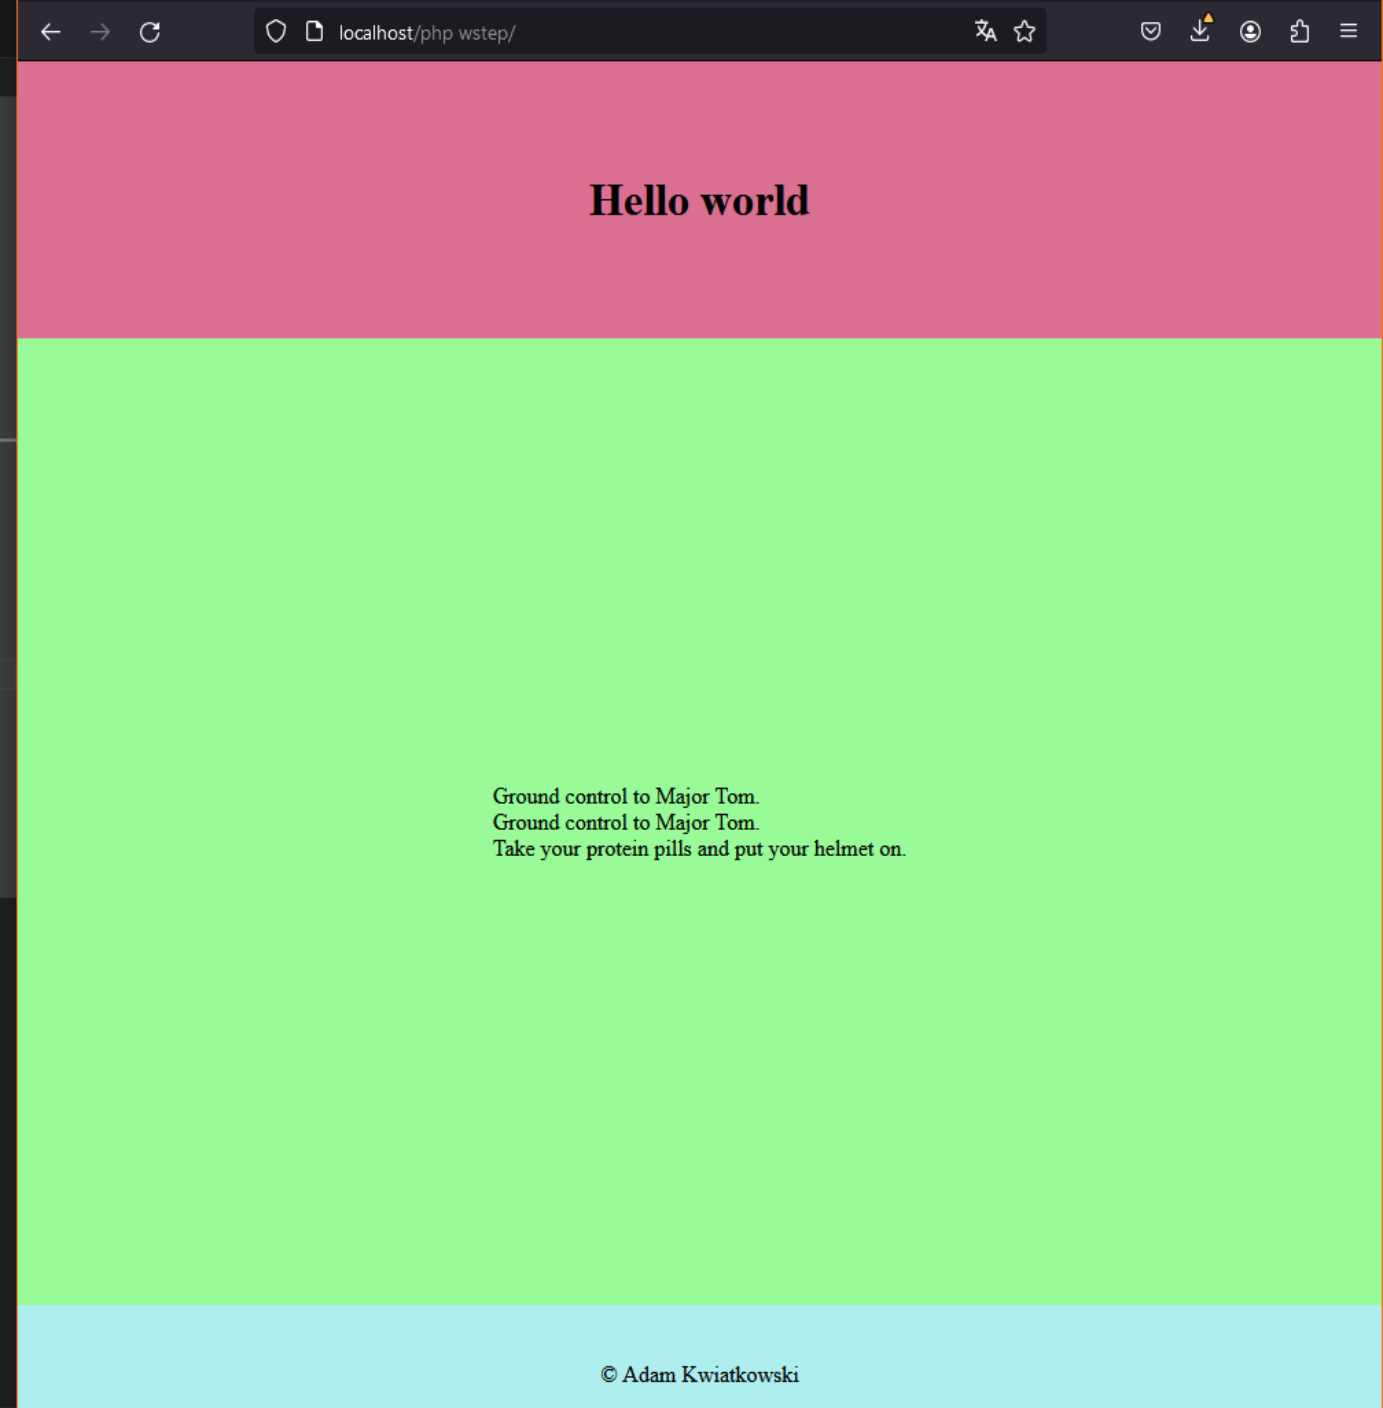 localhost/php wstep/
Hello world
Ground control to Major Tom.
Ground control to Major Tom.
Take your protein pills and put your helmet on.
© Adam Kwiatkowski